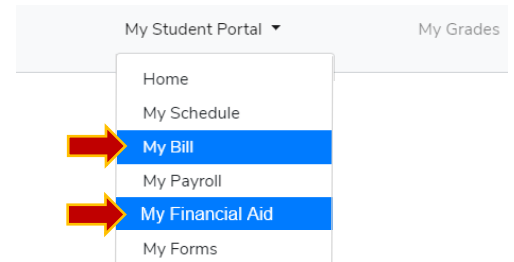 My Student Portal My Grades
Home
My Schedule
My Bill
My Payroll
My Financial Aid
My Forms